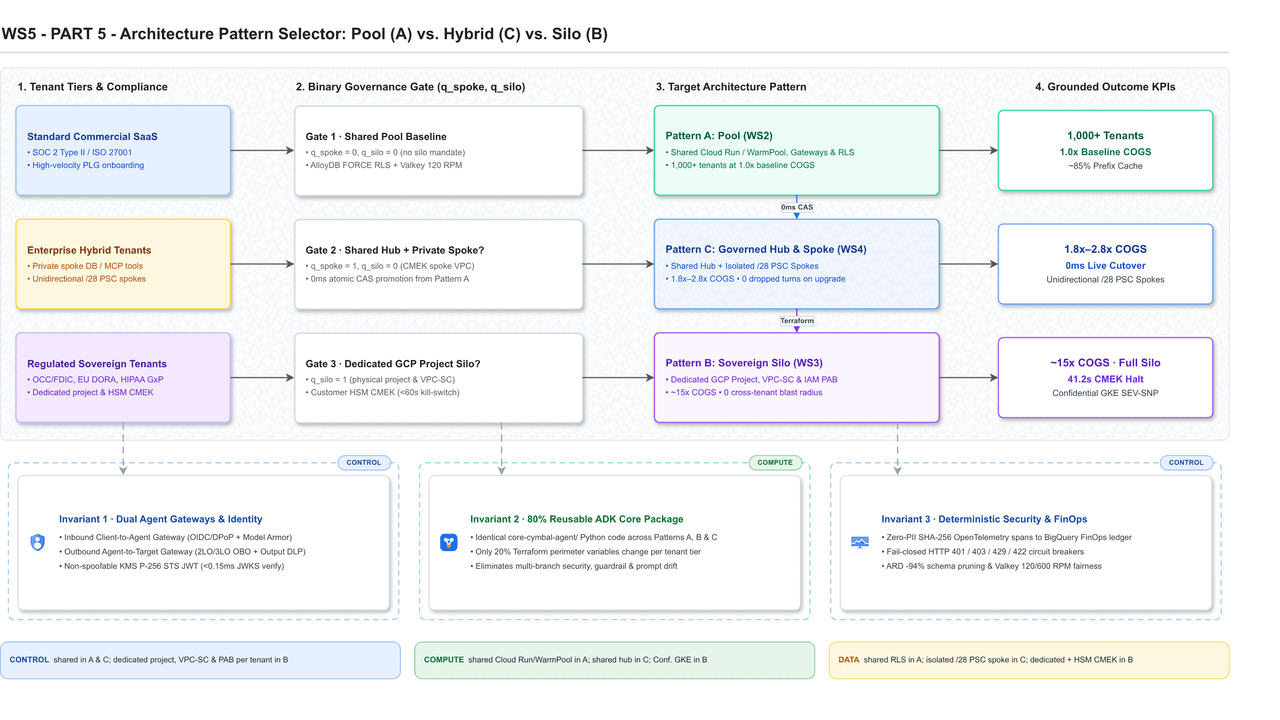 WS5 - PART 5 - Architecture Pattern Selector: Pool (A) vs. Hybrid (C) vs. Silo (B)
1. Tenant Tiers & Compliance
2. Binary Governance Gate (q_spoke, q_silo)
3. Target Architecture Pattern
4. Grounded Outcome KPIs
Standard Commercial SaaS
• SOC 2 Type II / ISO 27001
• High-velocity PLG onboarding
Gate 1 · Shared Pool Baseline
• q_spoke = 0, q_silo = 0 (no silo mandate)
• AlloyDB FORCE RLS + Valkey 120 RPM
Pattern A: Pool (WS2)
• Shared Cloud Run / WarmPool, Gateways & RLS
• 1,000+ tenants at 1.0x baseline COGS
1,000+ Tenants
1.0x Baseline COGS
~85% Prefix Cache
0ms CAS
Enterprise Hybrid Tenants
• Private spoke DB / MCP tools
• Unidirectional /28 PSC spokes
Gate 2 · Shared Hub + Private Spoke?
• q_spoke = 1, q_silo = 0 (CMEK spoke VPC)
• 0ms atomic CAS promotion from Pattern A
Pattern C: Governed Hub & Spoke (WS4)
• Shared Hub + Isolated /28 PSC Spokes
• 1.8x–2.8x COGS • 0 dropped turns on upgrade
1.8x–2.8x COGS
0ms Live Cutover
Unidirectional /28 PSC Spokes
Terraform
Regulated Sovereign Tenants
• OCC/FDIC, EU DORA, HIPAA GxP
• Dedicated project & HSM CMEK
Gate 3 · Dedicated GCP Project Silo?
• q_silo = 1 (physical project & VPC-SC)
• Customer HSM CMEK (<60s kill-switch)
Pattern B: Sovereign Silo (WS3)
• Dedicated GCP Project, VPC-SC & IAM PAB
• ~15x COGS • 0 cross-tenant blast radius
~15x COGS · Full Silo
41.2s CMEK Halt
Confidential GKE SEV-SNP
CONTROL
Invariant 1 · Dual Agent Gateways & Identity
• Inbound Client-to-Agent Gateway (OIDC/DPoP + Model Armor)
• Outbound Agent-to-Target Gateway (2LO/3LO OBO + Output DLP)
• Non-spoofable KMS P-256 STS JWT (<0.15ms JWKS verify)
COMPUTE
Invariant 2 · 80% Reusable ADK Core Package
• Identical core-cymbal-agent/ Python code across Patterns A, B & C
• Only 20% Terraform perimeter variables change per tenant tier
• Eliminates multi-branch security, guardrail & prompt drift
CONTROL
Invariant 3 · Deterministic Security & FinOps
• Zero-PII SHA-256 OpenTelemetry spans to BigQuery FinOps ledger
• Fail-closed HTTP 401 / 403 / 429 / 422 circuit breakers
• ARD -94% schema pruning & Valkey 120/600 RPM fairness
CONTROL shared in A & C; dedicated project, VPC-SC & PAB per tenant in B
COMPUTE shared Cloud Run/WarmPool in A; shared hub in C; Conf. GKE in B
DATA shared RLS in A; isolated /28 PSC spoke in C; dedicated + HSM CMEK in B